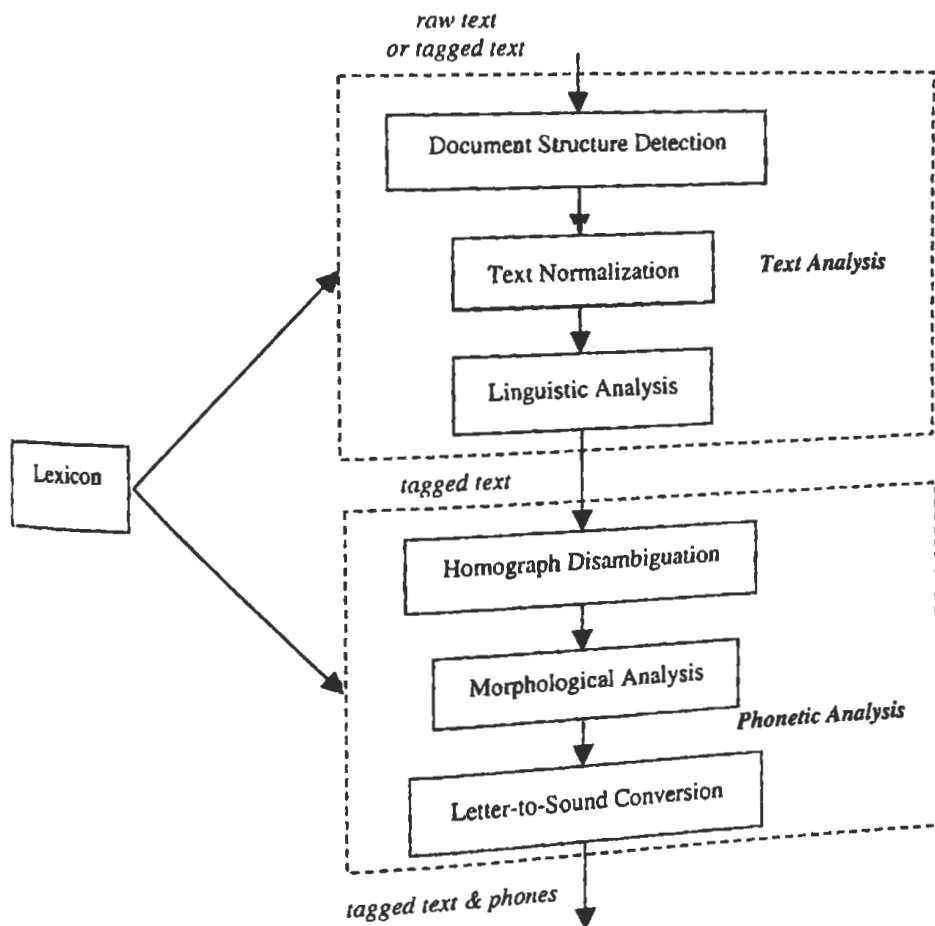 raw text
or tagged text
Document Structure Detection
Text Normalization
Text Analysis
Linguistic Analysis
Lexicon
tagged text
Homograph Disambiguation
Morphological Analysis
Phonetic Analysis
Letter-to-Sound Conversion
tagged text & phones